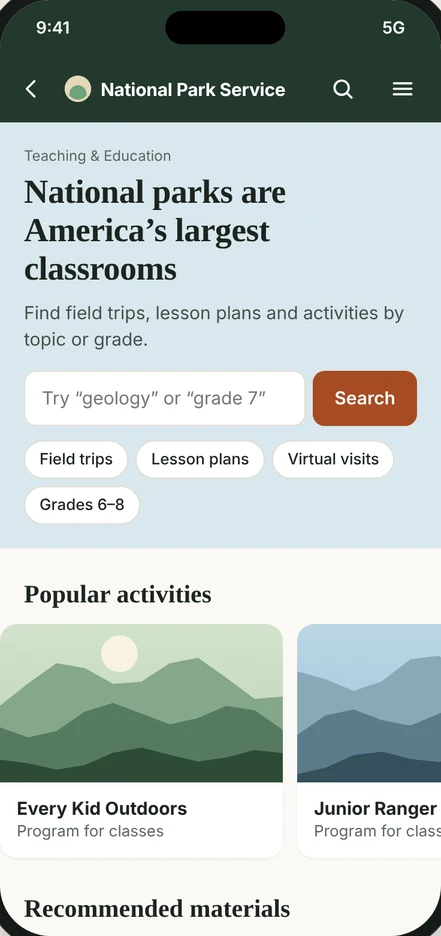 9:41
5G
National Park Service
Teaching & Education
National parks are
America’s largest
classrooms
Find field trips, lesson plans and activities by
topic or grade.
Try “geology” or “grade 7”
Search
Field trips
Lesson plans
Virtual visits
Grades 6–8
Popular activities
Every Kid Outdoors
Program for classes
Junior Ranger
Program for class
Recommended materials